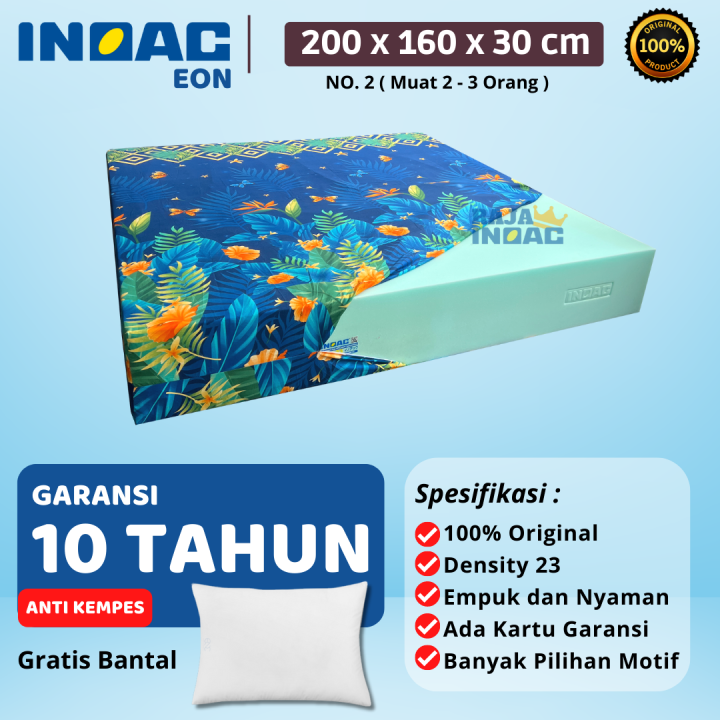 INOAC
EON
200 x 160 x 30 cm
NO. 2 ( Muat 2 - 3 Orang )
ORIGINAL
100%
PRODUCT
RAJA
INOAC
INOAC
INOAC
GARANSI
10 TAHUN
ANTI KEMPES
Gratis Bantal
Spesifikasi :
100% Original
Density 23
Empuk dan Nyaman
Ada Kartu Garansi
Banyak Pilihan Motif